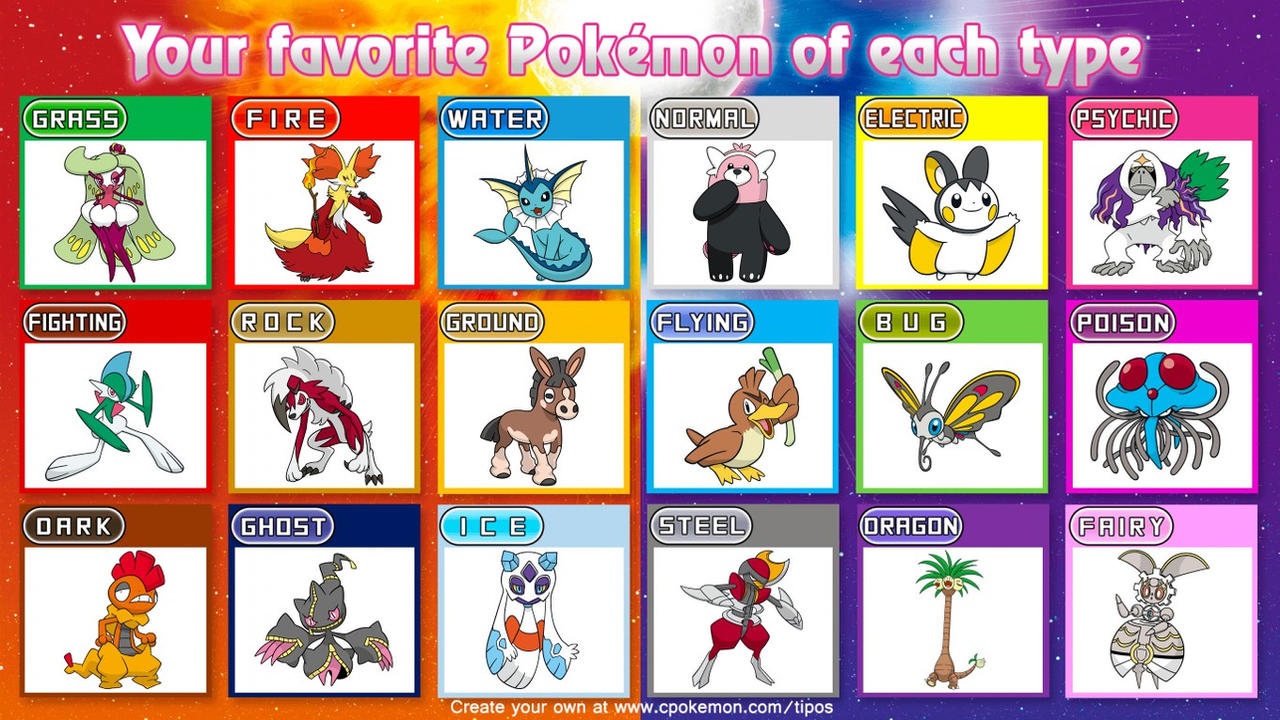 Your favorite Pokémon of each type
GRASS
FIRE
WATER
NORMAL
ELECTRIC
PSYCHIC
FIGHTING
ROCK
GROUND
FLYING
BUG
POISON
DARK
GHOST
ICE
STEEL
DRAGON
FAIRY
Create your own at www.cpokemon.com/tipos